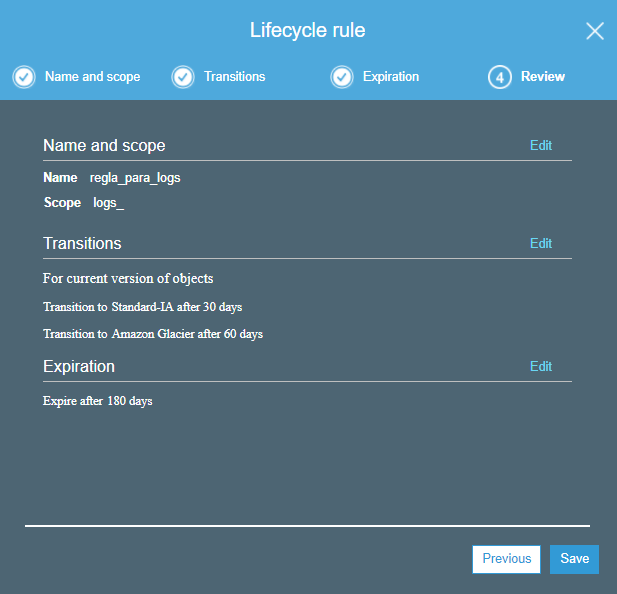 Lifecycle rule
Name and scope Transitions Expiration 4 Review
Name and scope Edit
Name regla_para_logs
Scope logs_
Transitions Edit
For current version of objects
Transition to Standard-IA after 30 days
Transition to Amazon Glacier after 60 days
Expiration Edit
Expire after 180 days
Previous Save